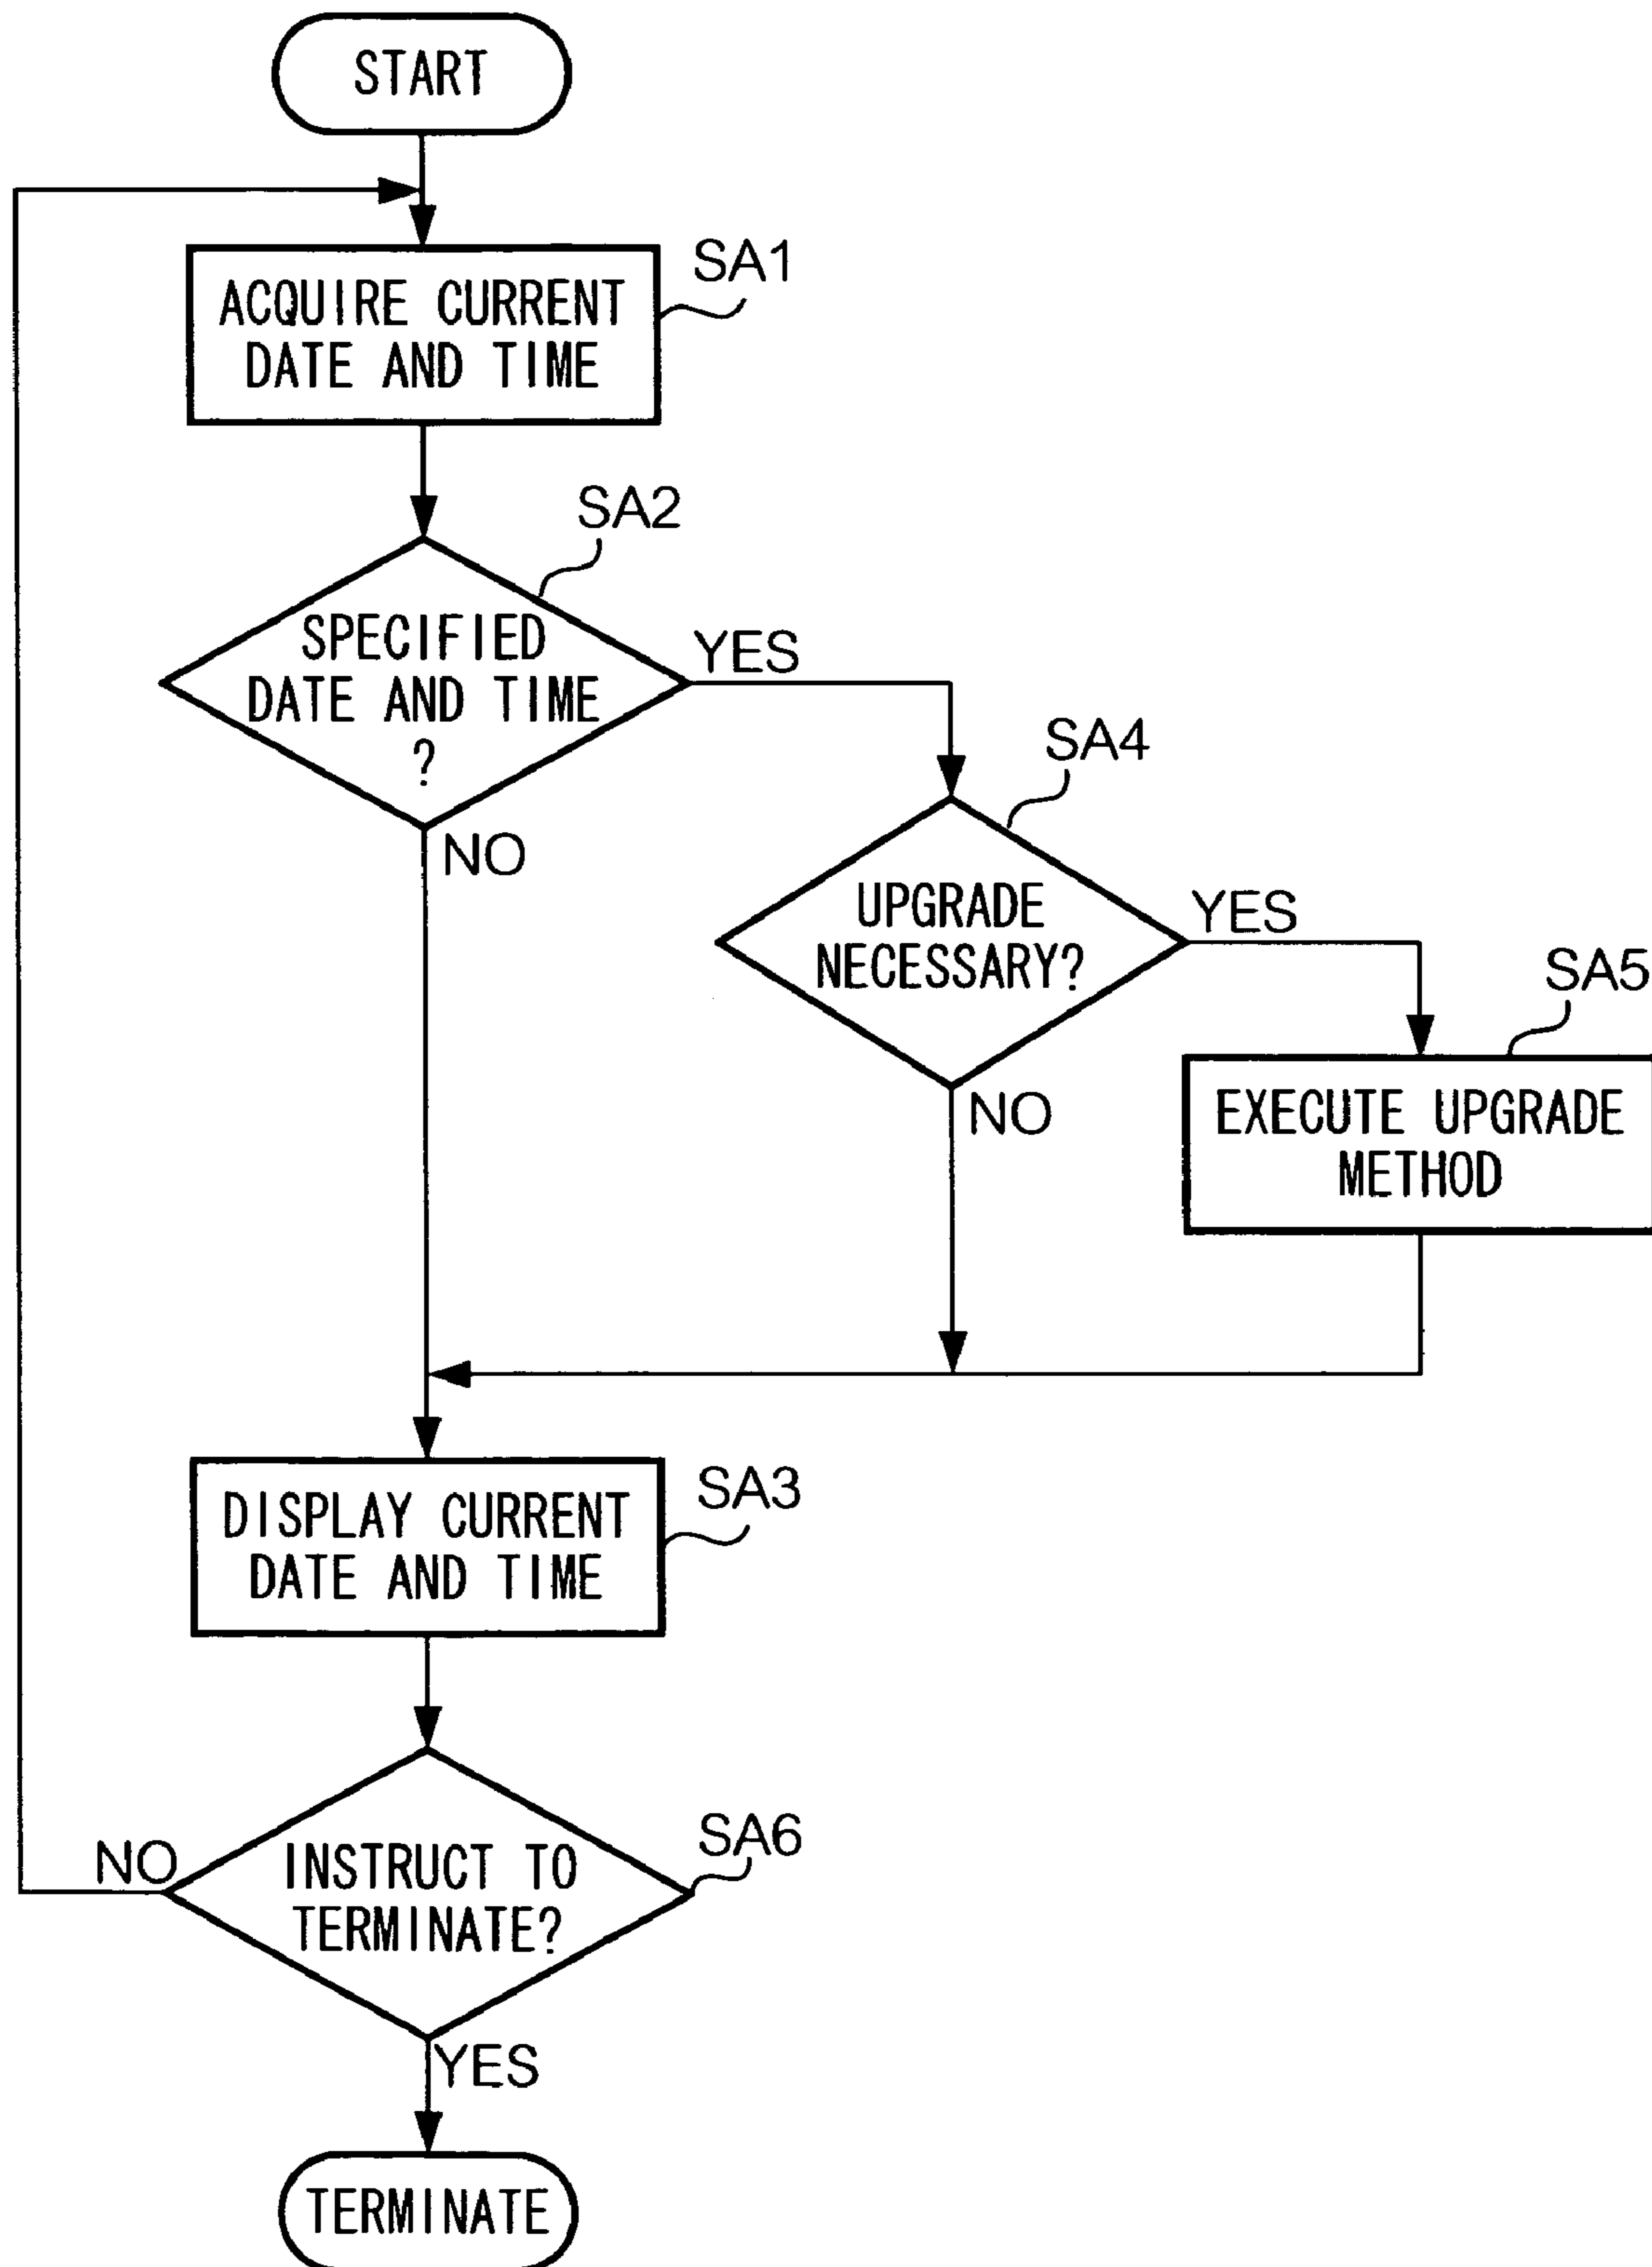 START
SA1
ACQUIRE CURRENT
DATE AND TIME
SA2
SPECIFIED
DATE AND TIME
?
YES
NO
SA4
UPGRADE
NECESSARY?
YES
NO
SA5
EXECUTE UPGRADE
METHOD
SA3
DISPLAY CURRENT
DATE AND TIME
SA6
INSTRUCT TO
TERMINATE?
NO
YES
TERMINATE